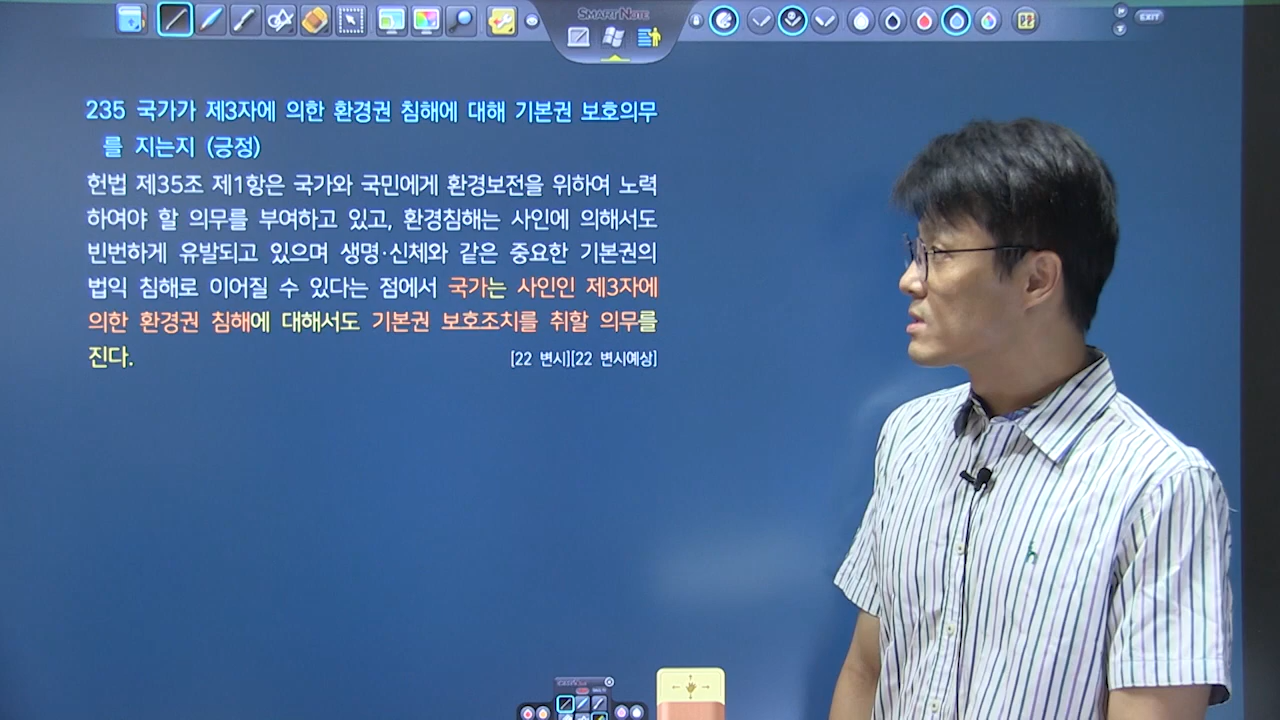 SMART NOTE
EXIT
235 국가가 제3자에 의한 환경권 침해에 대해 기본권 보호의무
를 지는지 (긍정)
헌법 제35조 제1항은 국가와 국민에게 환경보전을 위하여 노력
하여야 할 의무를 부여하고 있고, 환경침해는 사인에 의해서도
빈번하게 유발되고 있으며 생명·신체와 같은 중요한 기본권의
법익 침해로 이어질 수 있다는 점에서 국가는 사인인 제3자에
의한 환경권 침해에 대해서도 기본권 보호조치를 취할 의무를
진다. [22 변시][22 변시예상]